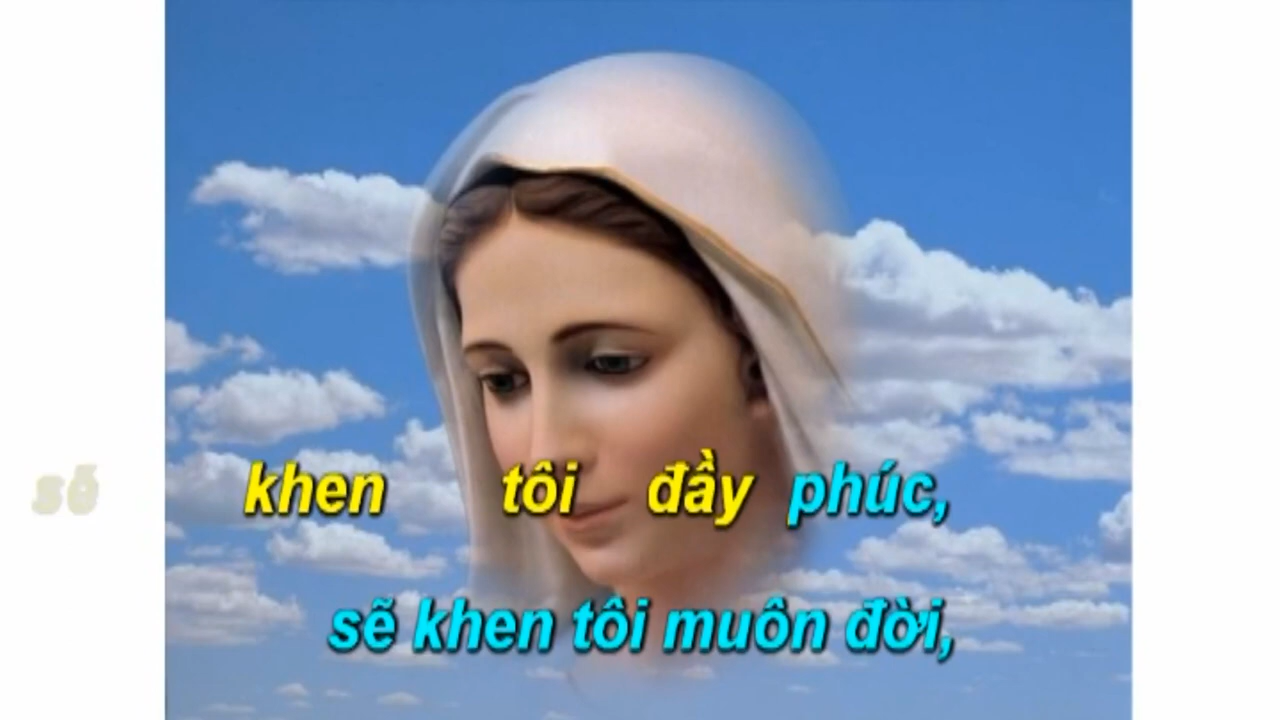 sẽ khen tôi đầy phúc,
sẽ khen tôi muôn đời,